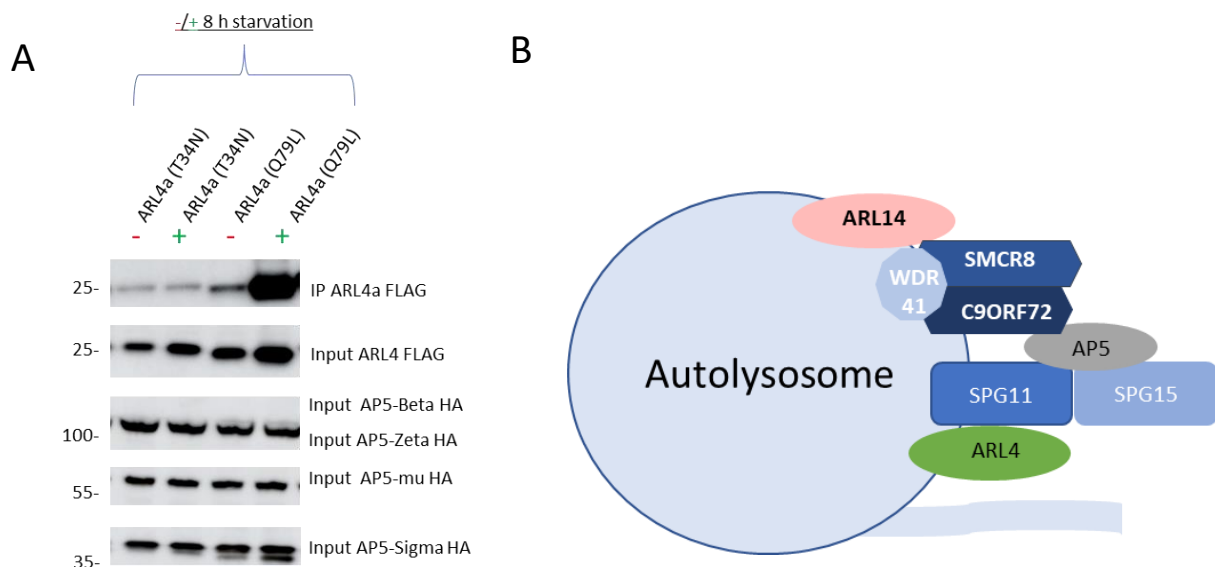 -/+ 8 h starvation
A
ARL4a (T34N)
ARL4a (T34N)
ARL4a (Q79L)
ARL4a (Q79L)
- + - +
25- IP ARL4a FLAG
25- Input ARL4 FLAG
Input AP5-Beta HA
100- Input AP5-Zeta HA
Input AP5-mu HA
55-
Input AP5-Sigma HA
35-
B
ARL14
SMCR8
WDR
41
C9ORF72
AP5
Autolysosome
SPG11 SPG15
ARL4